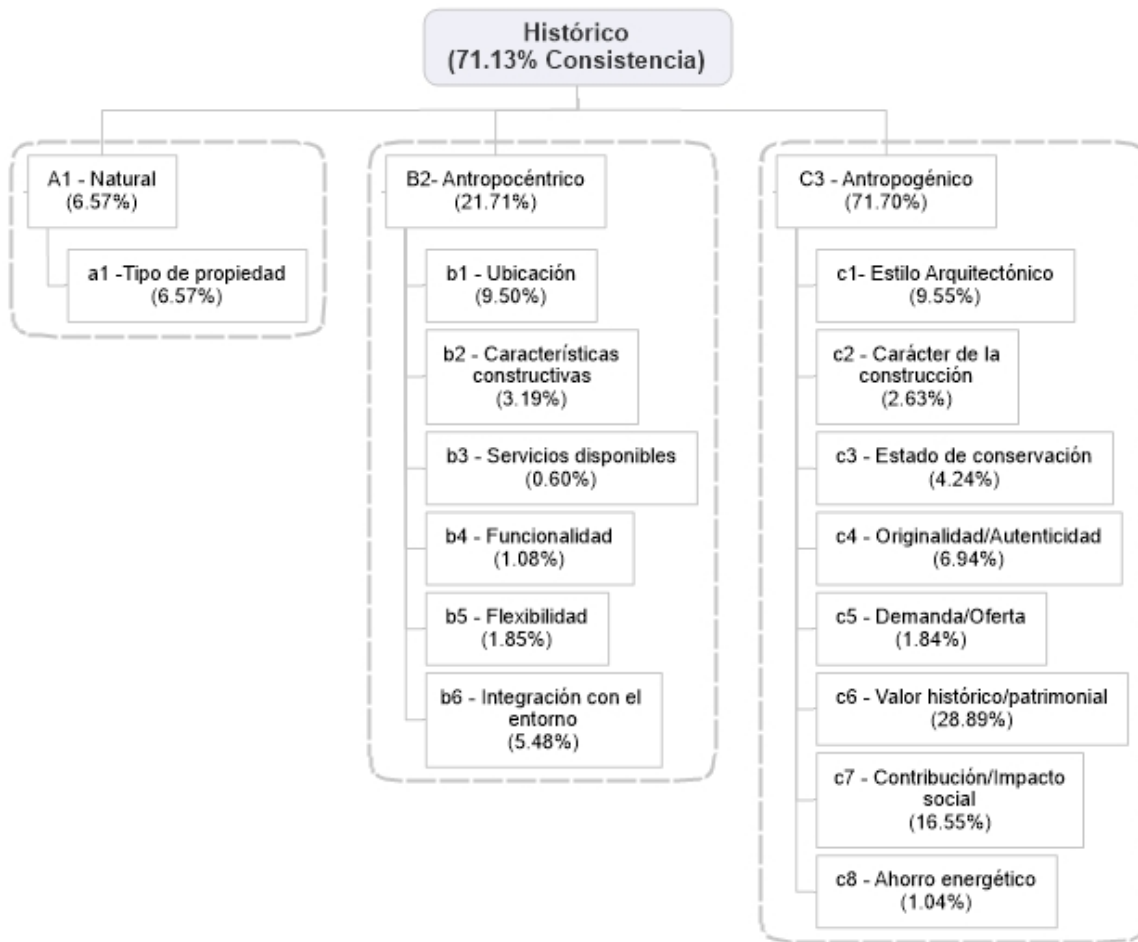 Histórico
(71.13% Consistencia)
A1 - Natural
(6.57%)
a1 -Tipo de propiedad
(6.57%)
B2- Antropocéntrico
(21.71%)
b1 - Ubicación
(9.50%)
b2 - Características
constructivas
(3.19%)
b3 - Servicios disponibles
(0.60%)
b4 - Funcionalidad
(1.08%)
b5 - Flexibilidad
(1.85%)
b6 - Integración con el
entorno
(5.48%)
C3 - Antropogénico
(71.70%)
c1- Estilo Arquitectónico
(9.55%)
c2 - Carácter de la
construcción
(2.63%)
c3 - Estado de conservación
(4.24%)
c4 - Originalidad/Autenticidad
(6.94%)
c5 - Demanda/Oferta
(1.84%)
c6 - Valor histórico/patrimonial
(28.89%)
c7 - Contribución/Impacto
social
(16.55%)
c8 - Ahorro energético
(1.04%)